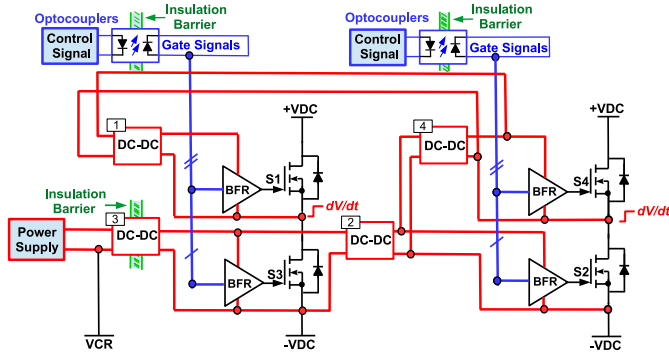 Insulation
Barrier
Insulation
Barrier
Optocouplers
Optocouplers
Control
Signal
Gate Signals
Control
Signal
Gate Signals
+VDC
+VDC
1
DC-DC
4
DC-DC
S1
BFR
S4
BFR
Insulation
Barrier
dV/dt
dV/dt
3
2
Power
Supply
DC-DC
DC-DC
BFR
S3
BFR
S2
VCR
-VDC
-VDC